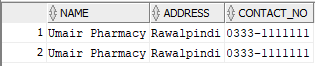 NAME ADDRESS CONTACT_NO
1 Umair Pharmacy Rawalpindi 0333-1111111
2 Umair Pharmacy Rawalpindi 0333-1111111